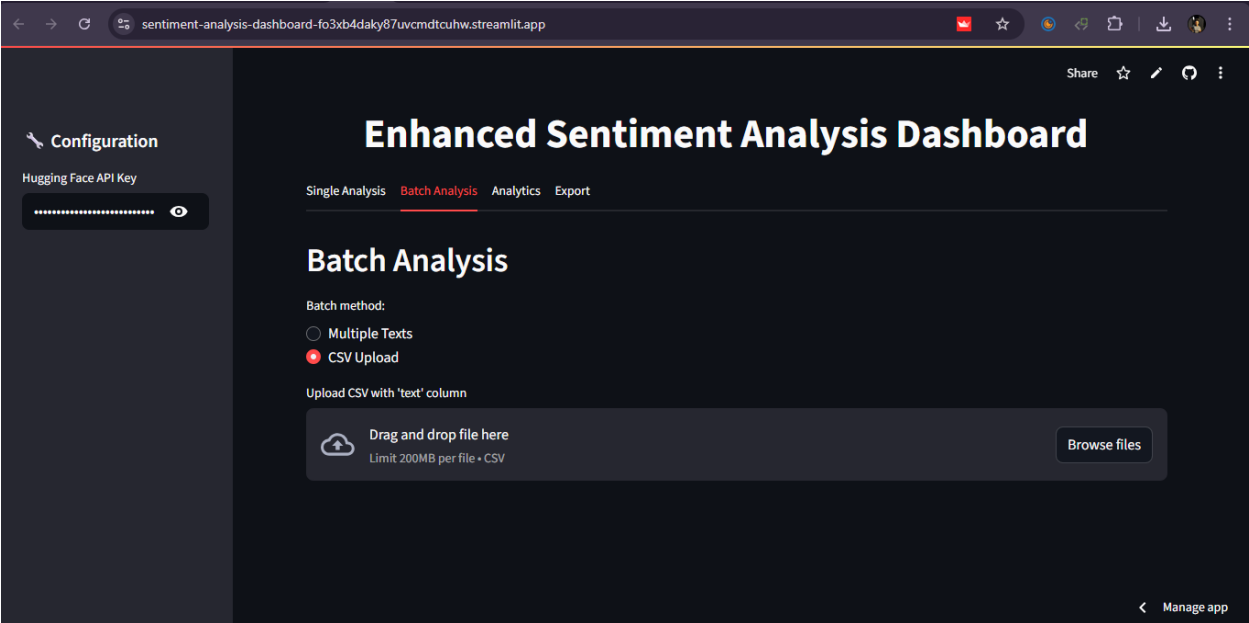 sentiment-analysis-dashboard-fo3xb4daky87uvcmdtcuhw.streamlit.app
Share
Configuration
Hugging Face API Key
Enhanced Sentiment Analysis Dashboard
Single Analysis Batch Analysis Analytics Export
Batch Analysis
Batch method:
Multiple Texts
CSV Upload
Upload CSV with 'text' column
Drag and drop file here
Limit 200MB per file • CSV
Browse files
Manage app